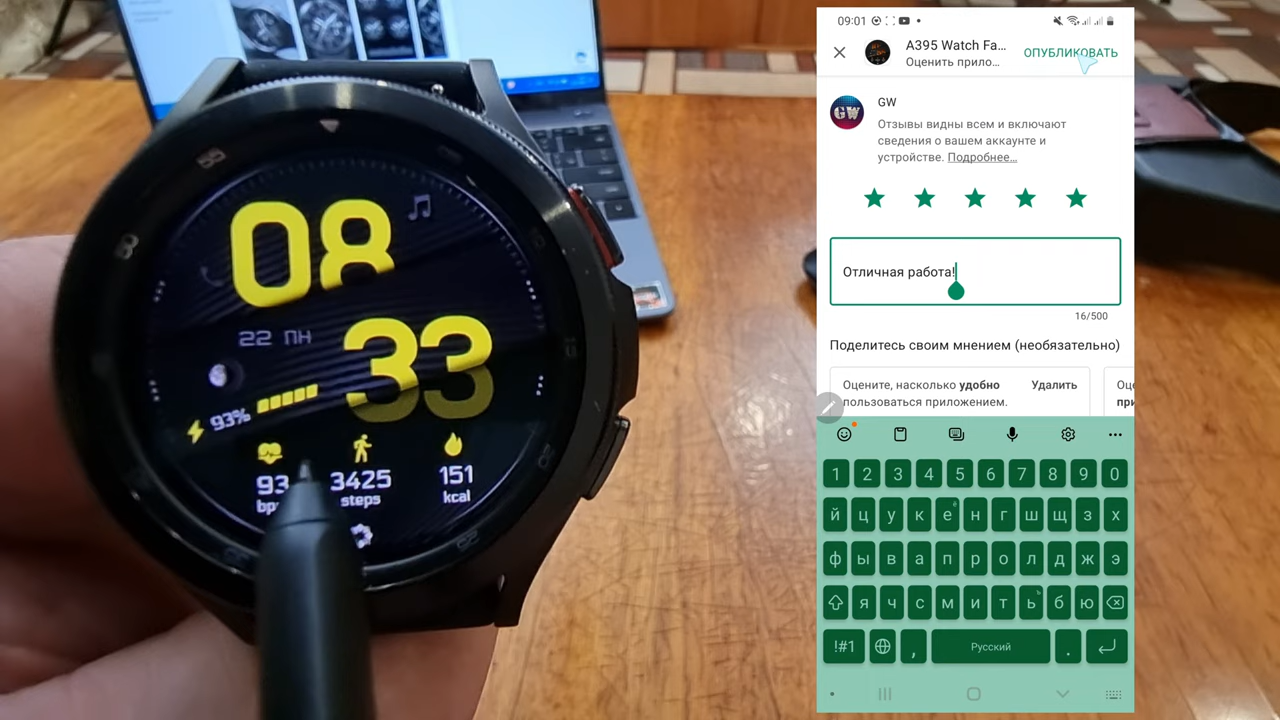 08
22 ПН
33
93%
93
3425
151
steps
kcal
09:01
A395 Watch Fa...
Оценить прило...
ОПУБЛИКОВАТЬ
GW
GW
Отзывы видны всем и включают
сведения о вашем аккаунте и
устройстве. Подробнее...
Отличная работа!
16/500
Поделитесь своим мнением (необязательно)
Оцените, насколько удобно
пользоваться приложением.
Удалить
1 2 3 4 5 6 7 8 9 0
й ц у к е н г ш щ з х
ф ы в а п р о л д ж э
я ч с м и т ь б ю
!#1 , Русский .